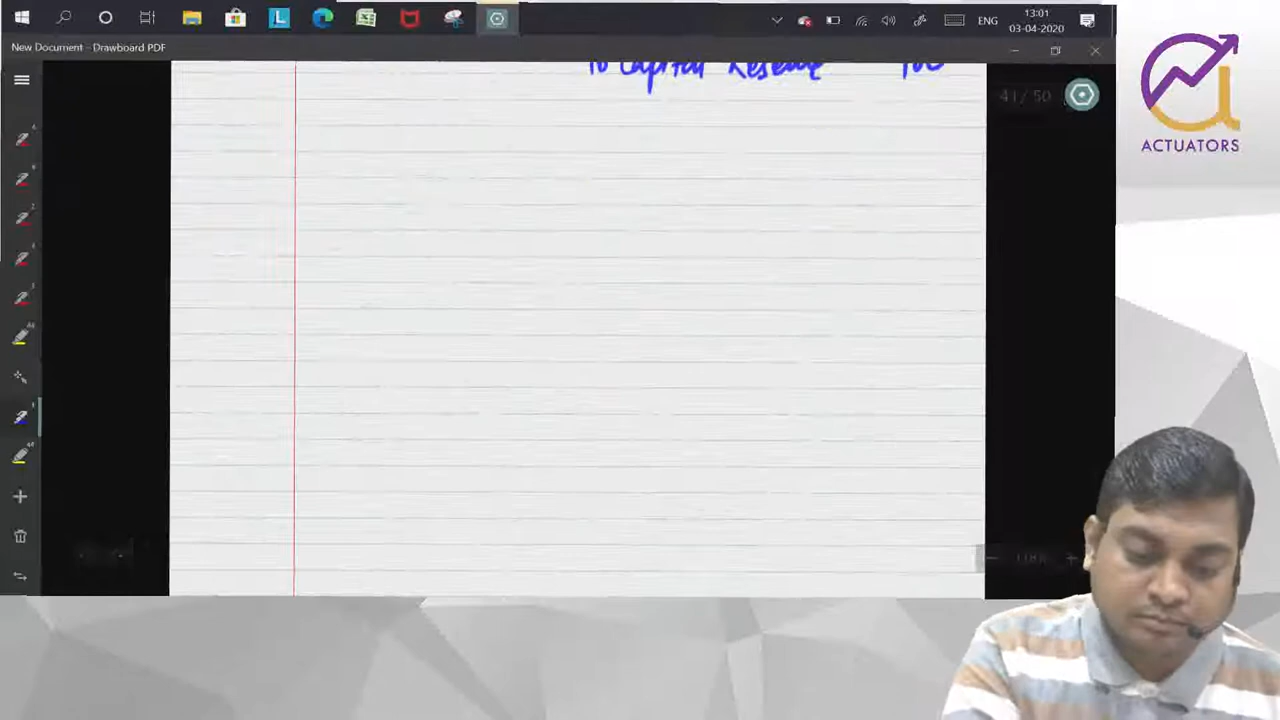 13:01
ENG
03-04-2020
New Document - Drawboard PDF
To Capital Reserve
41 / 50
ACTUATORS